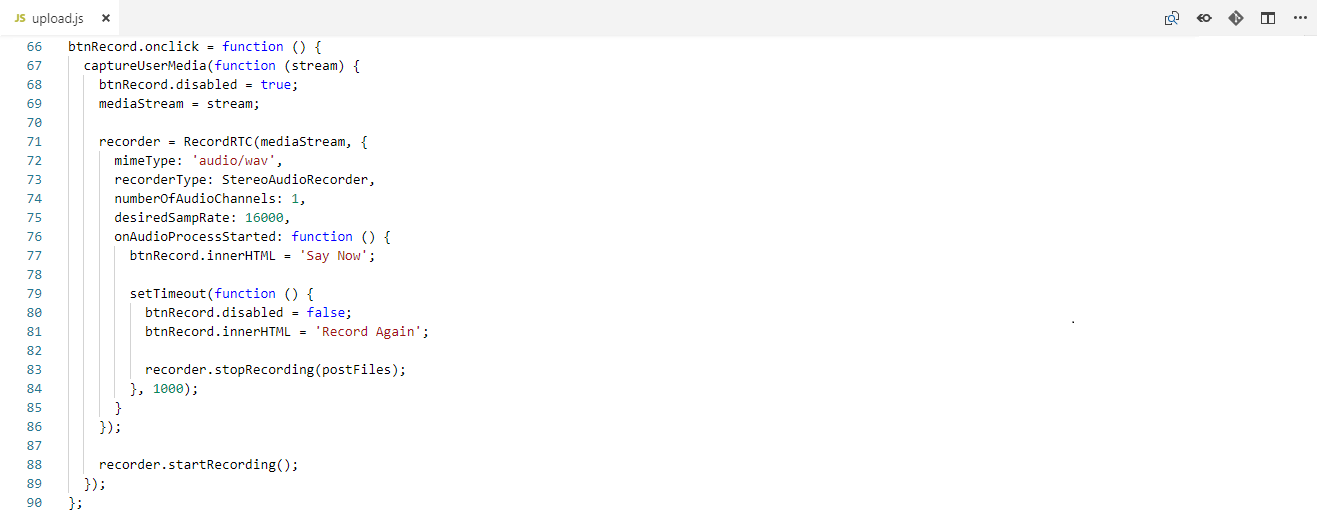 JS upload.js ×
66 btnRecord.onclick = function () {
67   captureUserMedia(function (stream) {
68     btnRecord.disabled = true;
69     mediaStream = stream;
70
71     recorder = RecordRTC(mediaStream, {
72       mimeType: 'audio/wav',
73       recorderType: StereoAudioRecorder,
74       numberOfAudioChannels: 1,
75       desiredSampRate: 16000,
76       onAudioProcessStarted: function () {
77         btnRecord.innerHTML = 'Say Now';
78
79         setTimeout(function () {
80           btnRecord.disabled = false;
81           btnRecord.innerHTML = 'Record Again';
82
83           recorder.stopRecording(postFiles);
84         }, 1000);
85       }
86     });
87
88     recorder.startRecording();
89   });
90 };